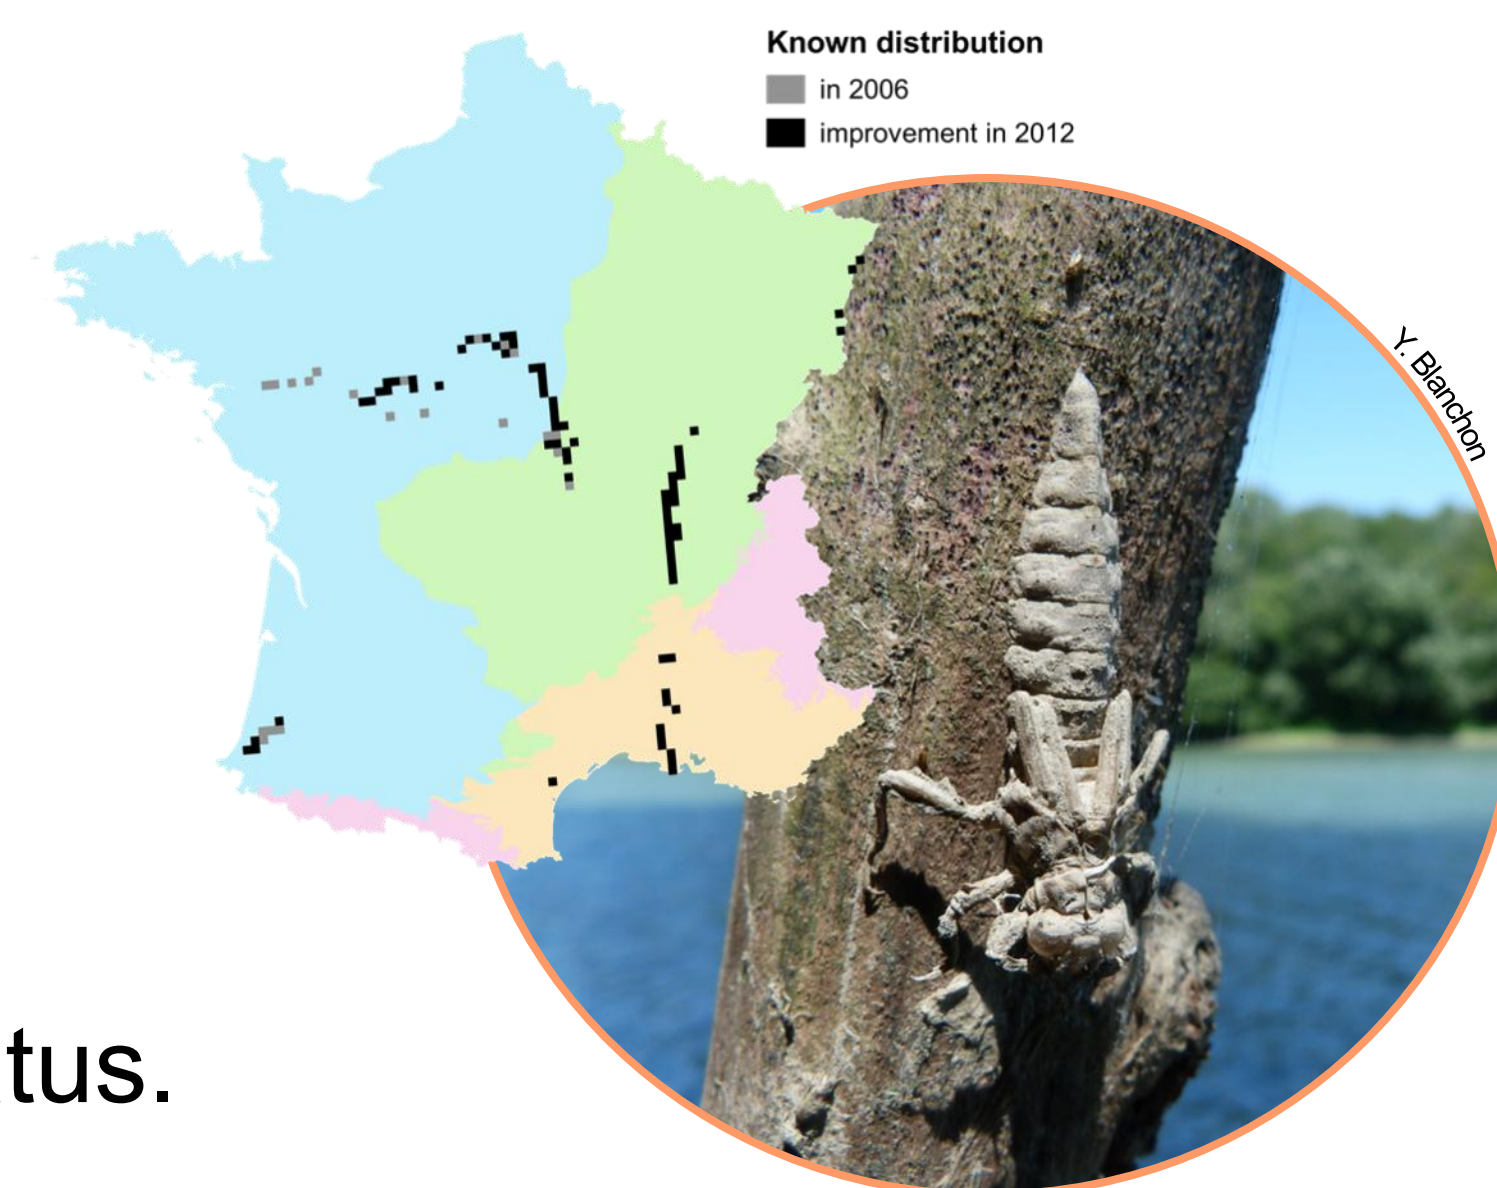 Known distribution
in 2006
improvement in 2012
Y. Blanchon
tus.